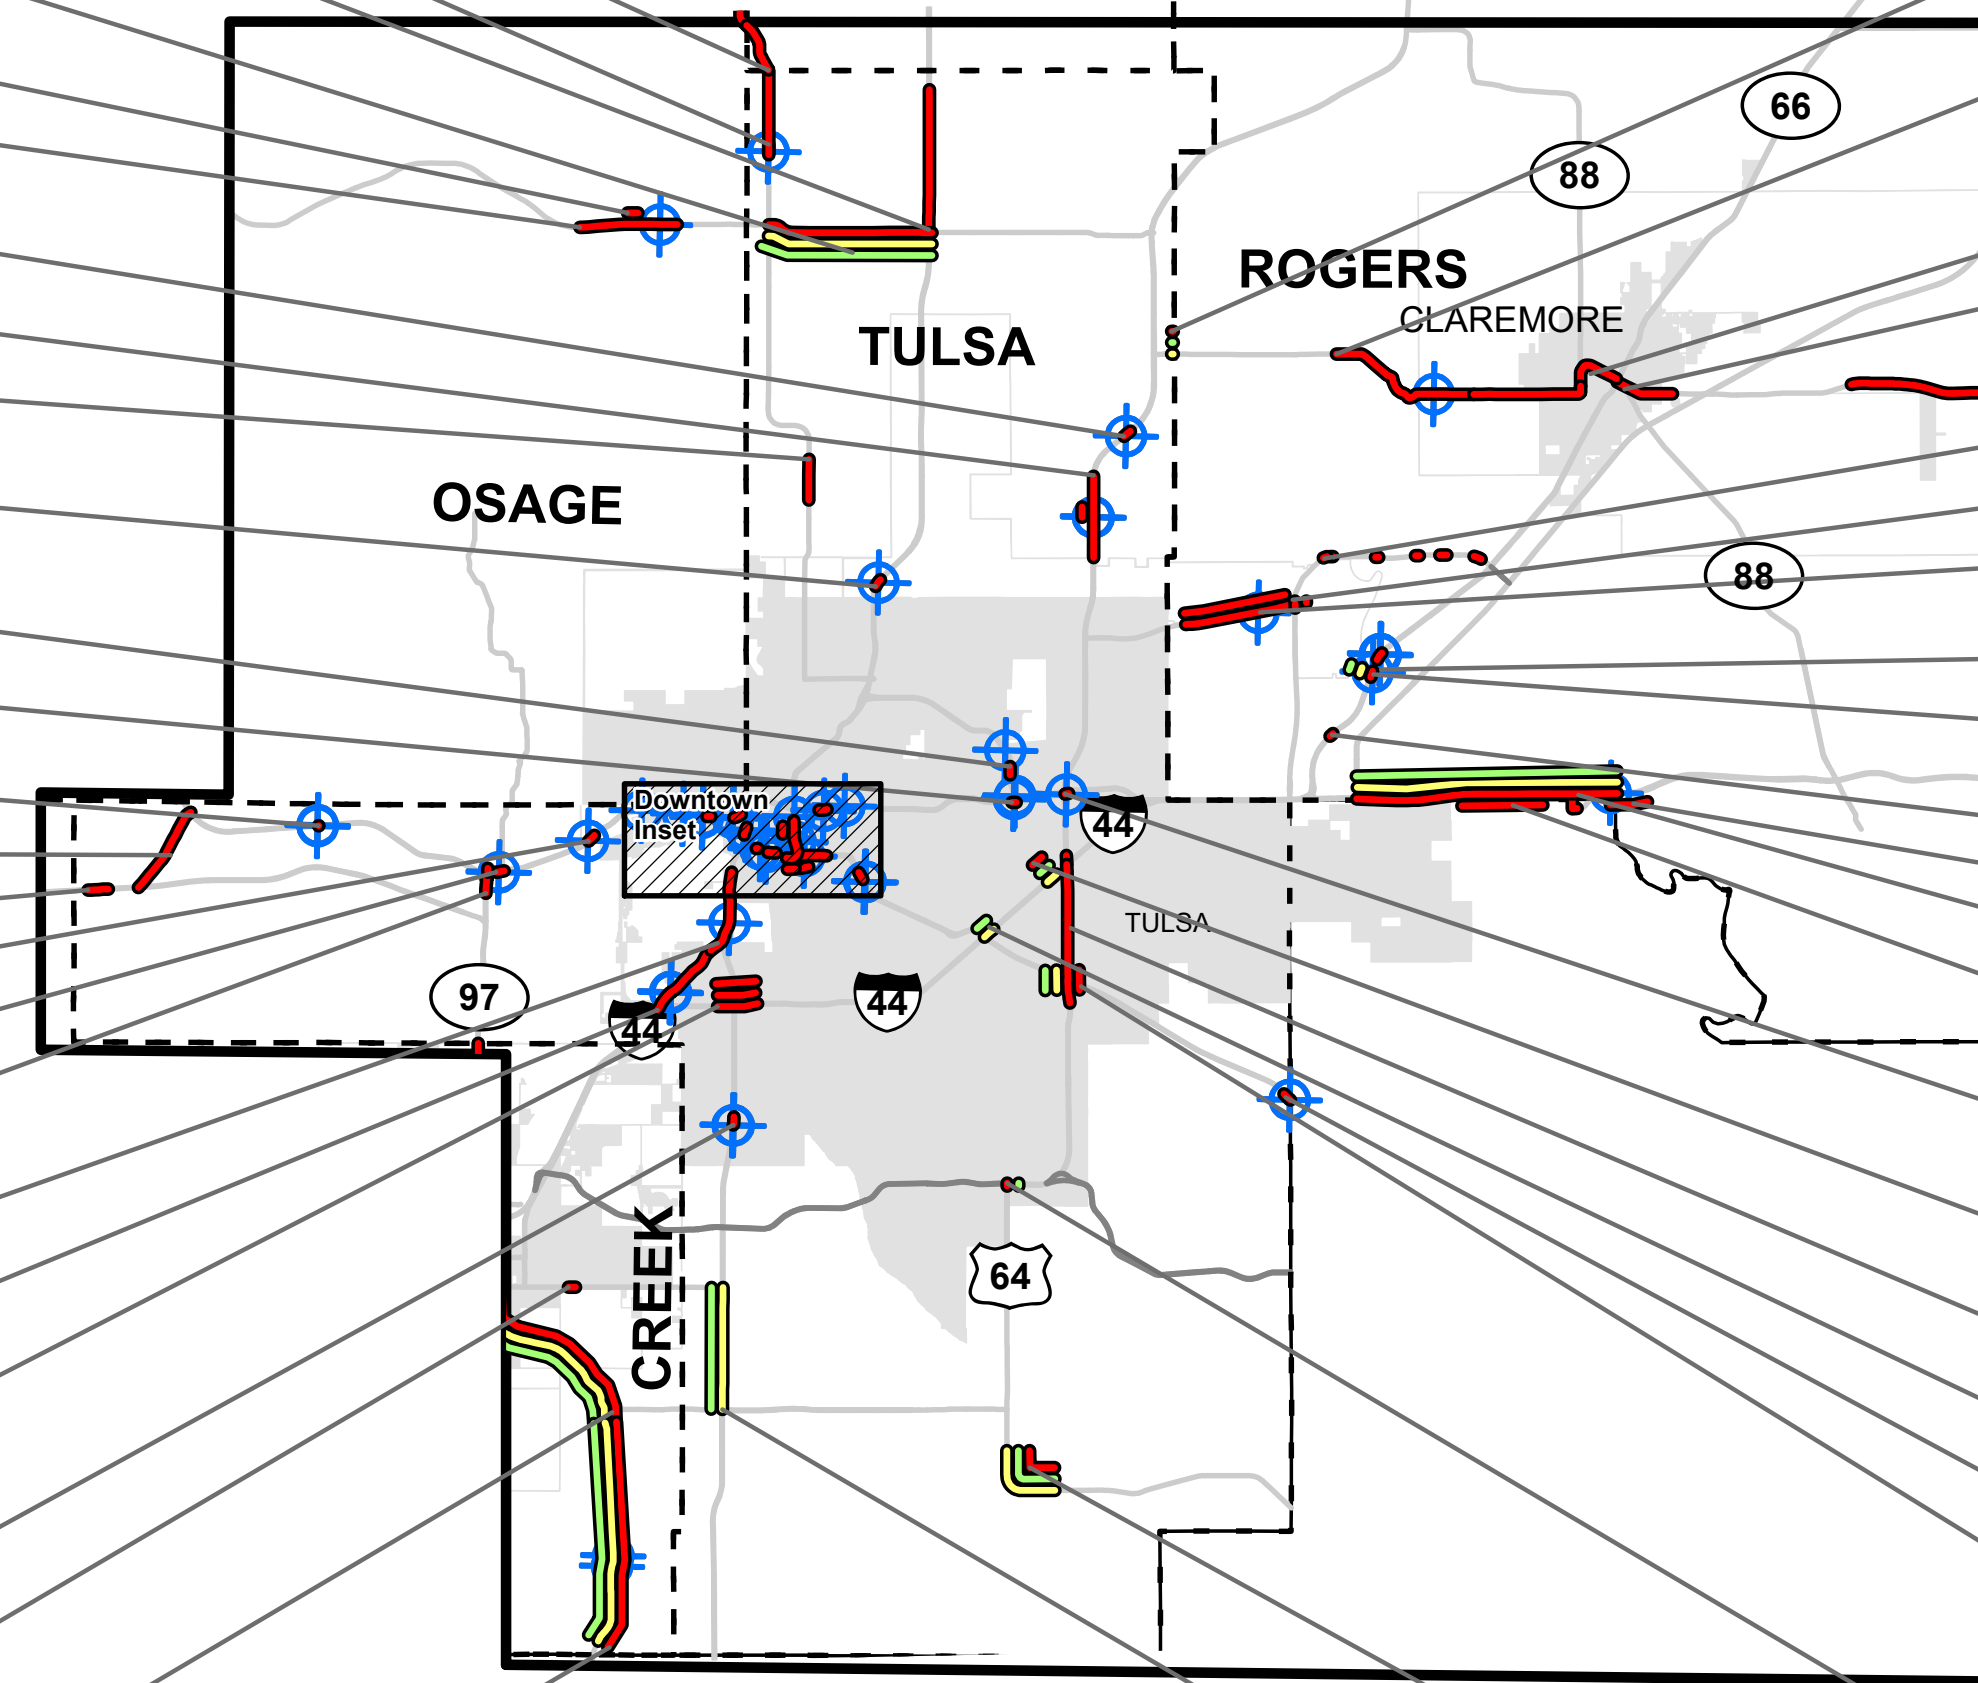 66
88
ROGERS
CLAREMORE
TULSA
OSAGE
88
Downtown
Inset
44
TULSA
97
44
44
CREEK
64